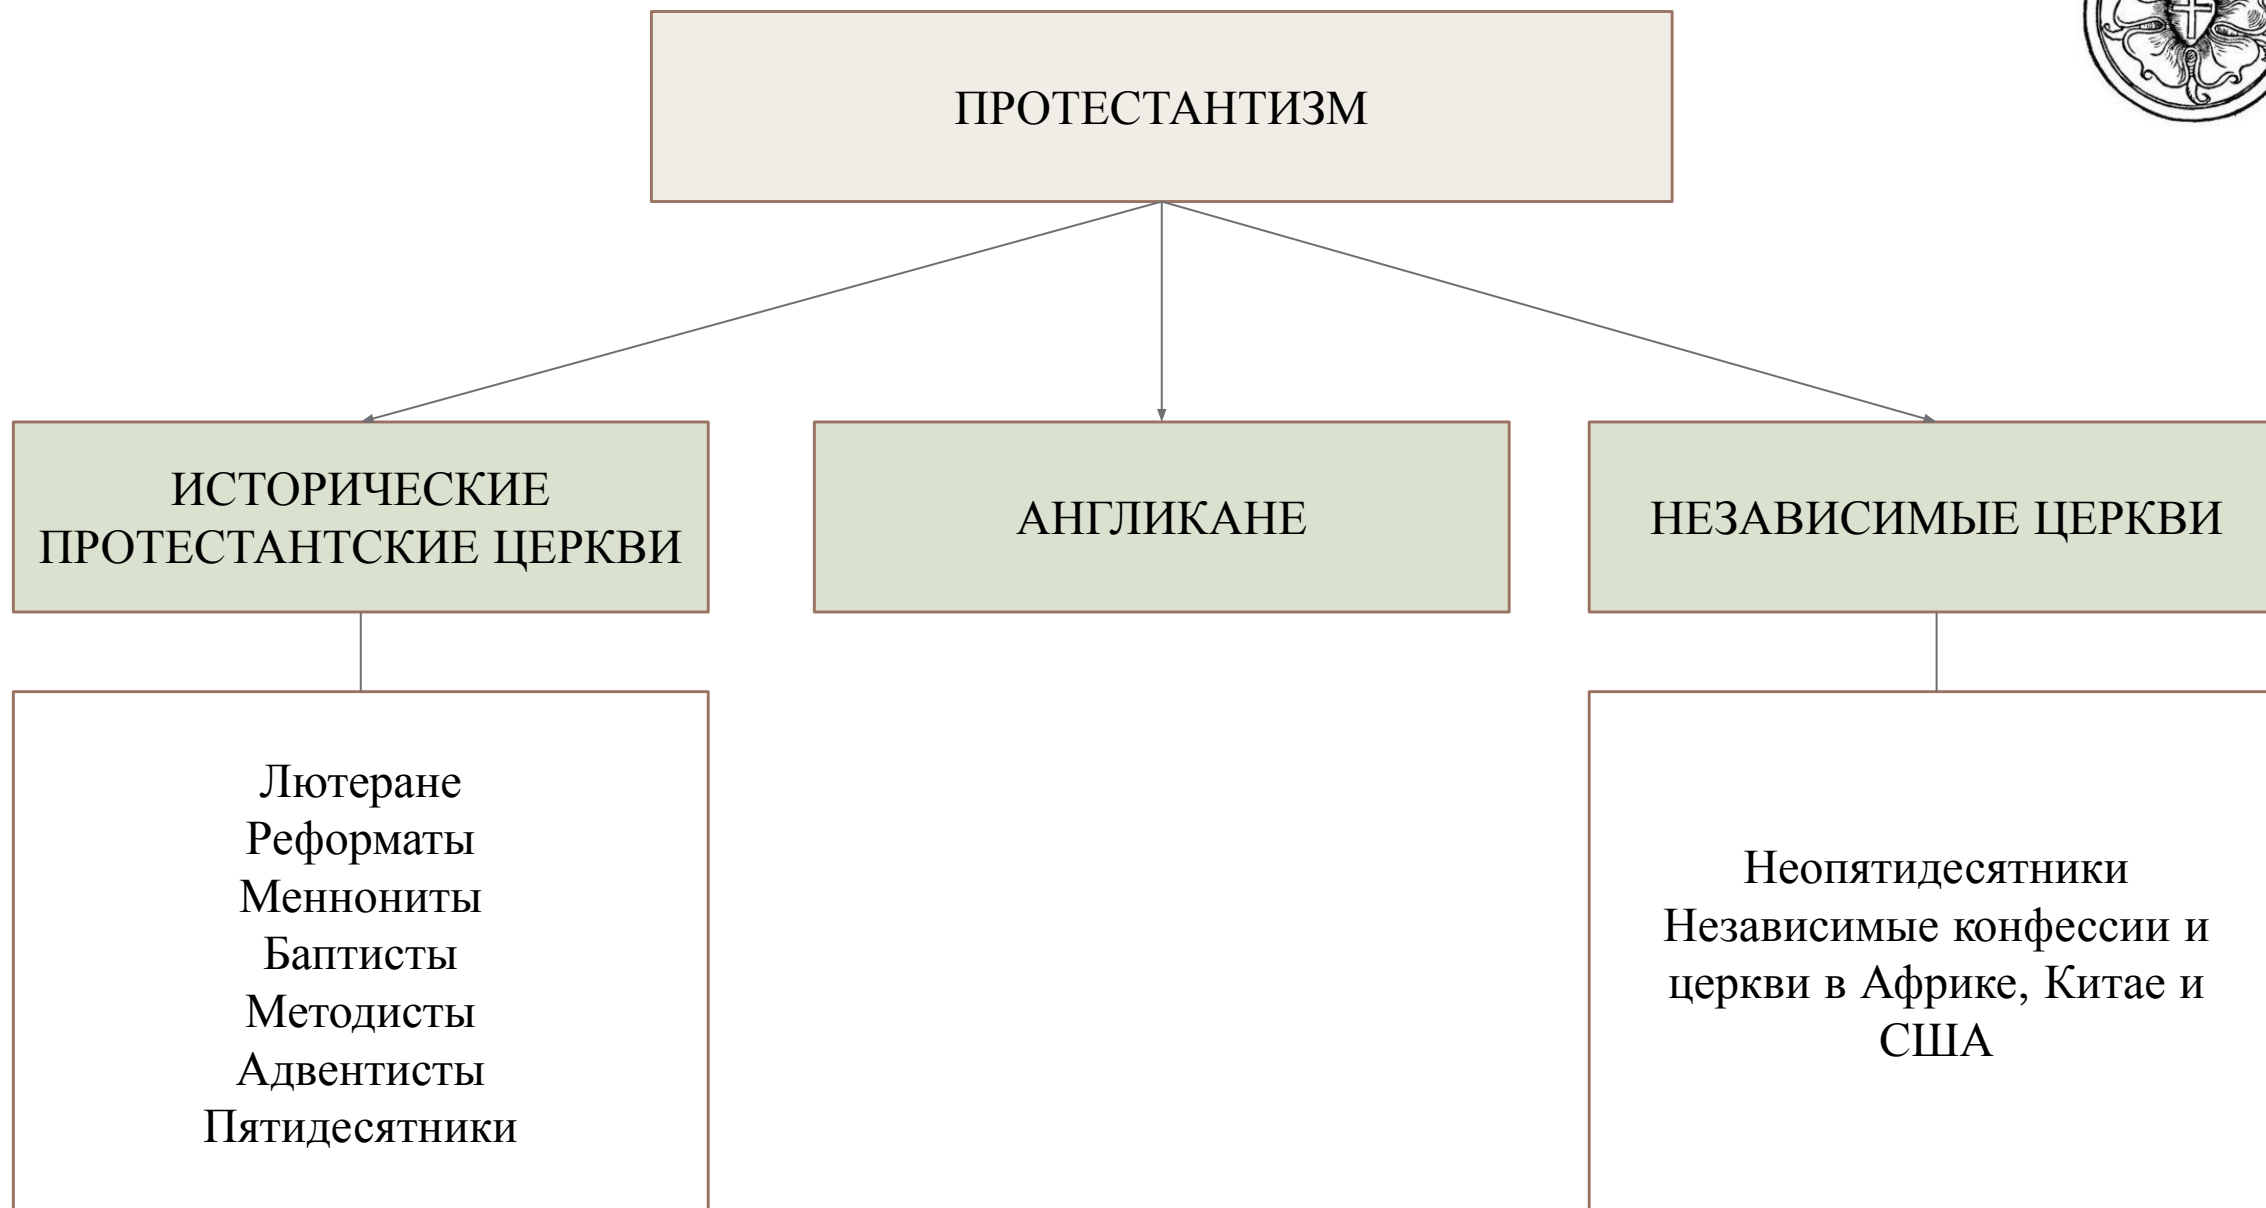 ПРОТЕСТАНТИЗМ
ИСТОРИЧЕСКИЕ
ПРОТЕСТАНТСКИЕ ЦЕРКВИ
АНГЛИКАНЕ
НЕЗАВИСИМЫЕ ЦЕРКВИ
Лютеране
Реформаты
Меннониты
Баптисты
Методисты
Адвентисты
Пятидесятники
Неопятидесятники
Независимые конфессии и
церкви в Африке, Китае и
США